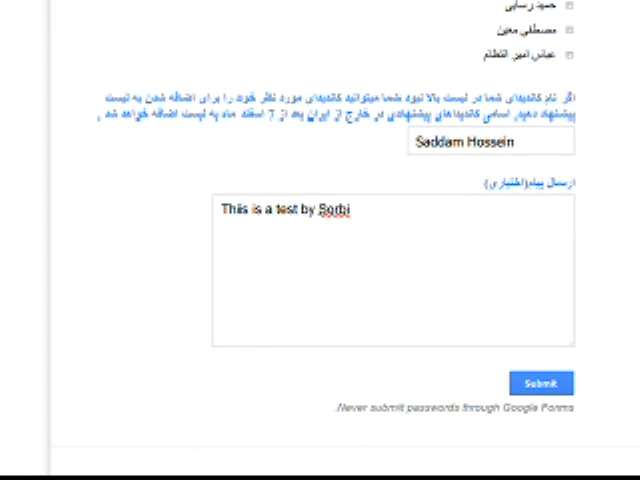 حمید رسایی
مصطفی معین
عباس امیر انتظام
اگر نام کاندیدای شما در لیست بالا نبود شما میتوانید کاندیدای مورد نظر خود را برای اضافه شدن به لیست
پیشنهاد دهید. اسامی کاندیداهای پیشنهادی در خارج از ایران بعد از 7 اسفند ماه به لیست اضافه خواهد شد .
Saddam Hossein
ارسال پیام(اختیاری)
This is a test by Sorbi
Submit
.Never submit passwords through Google Forms